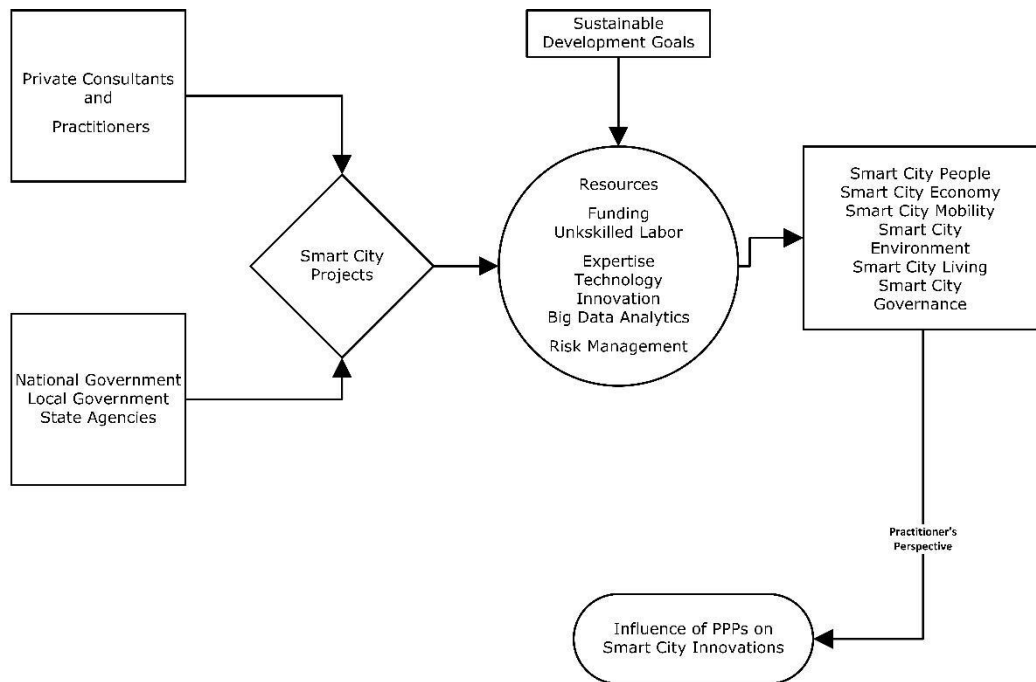 Private Consultants
and
Practitioners
Sustainable
Development Goals
Smart City
Projects
National Government
Local Government
State Agencies
Resources
Funding
Unkskilled Labor
Expertise
Technology
Innovation
Big Data Analytics
Risk Management
Smart City People
Smart City Economy
Smart City Mobility
Smart City
Environment
Smart City Living
Smart City
Governance
Practitioner's
Perspective
Influence of PPPs on
Smart City Innovations